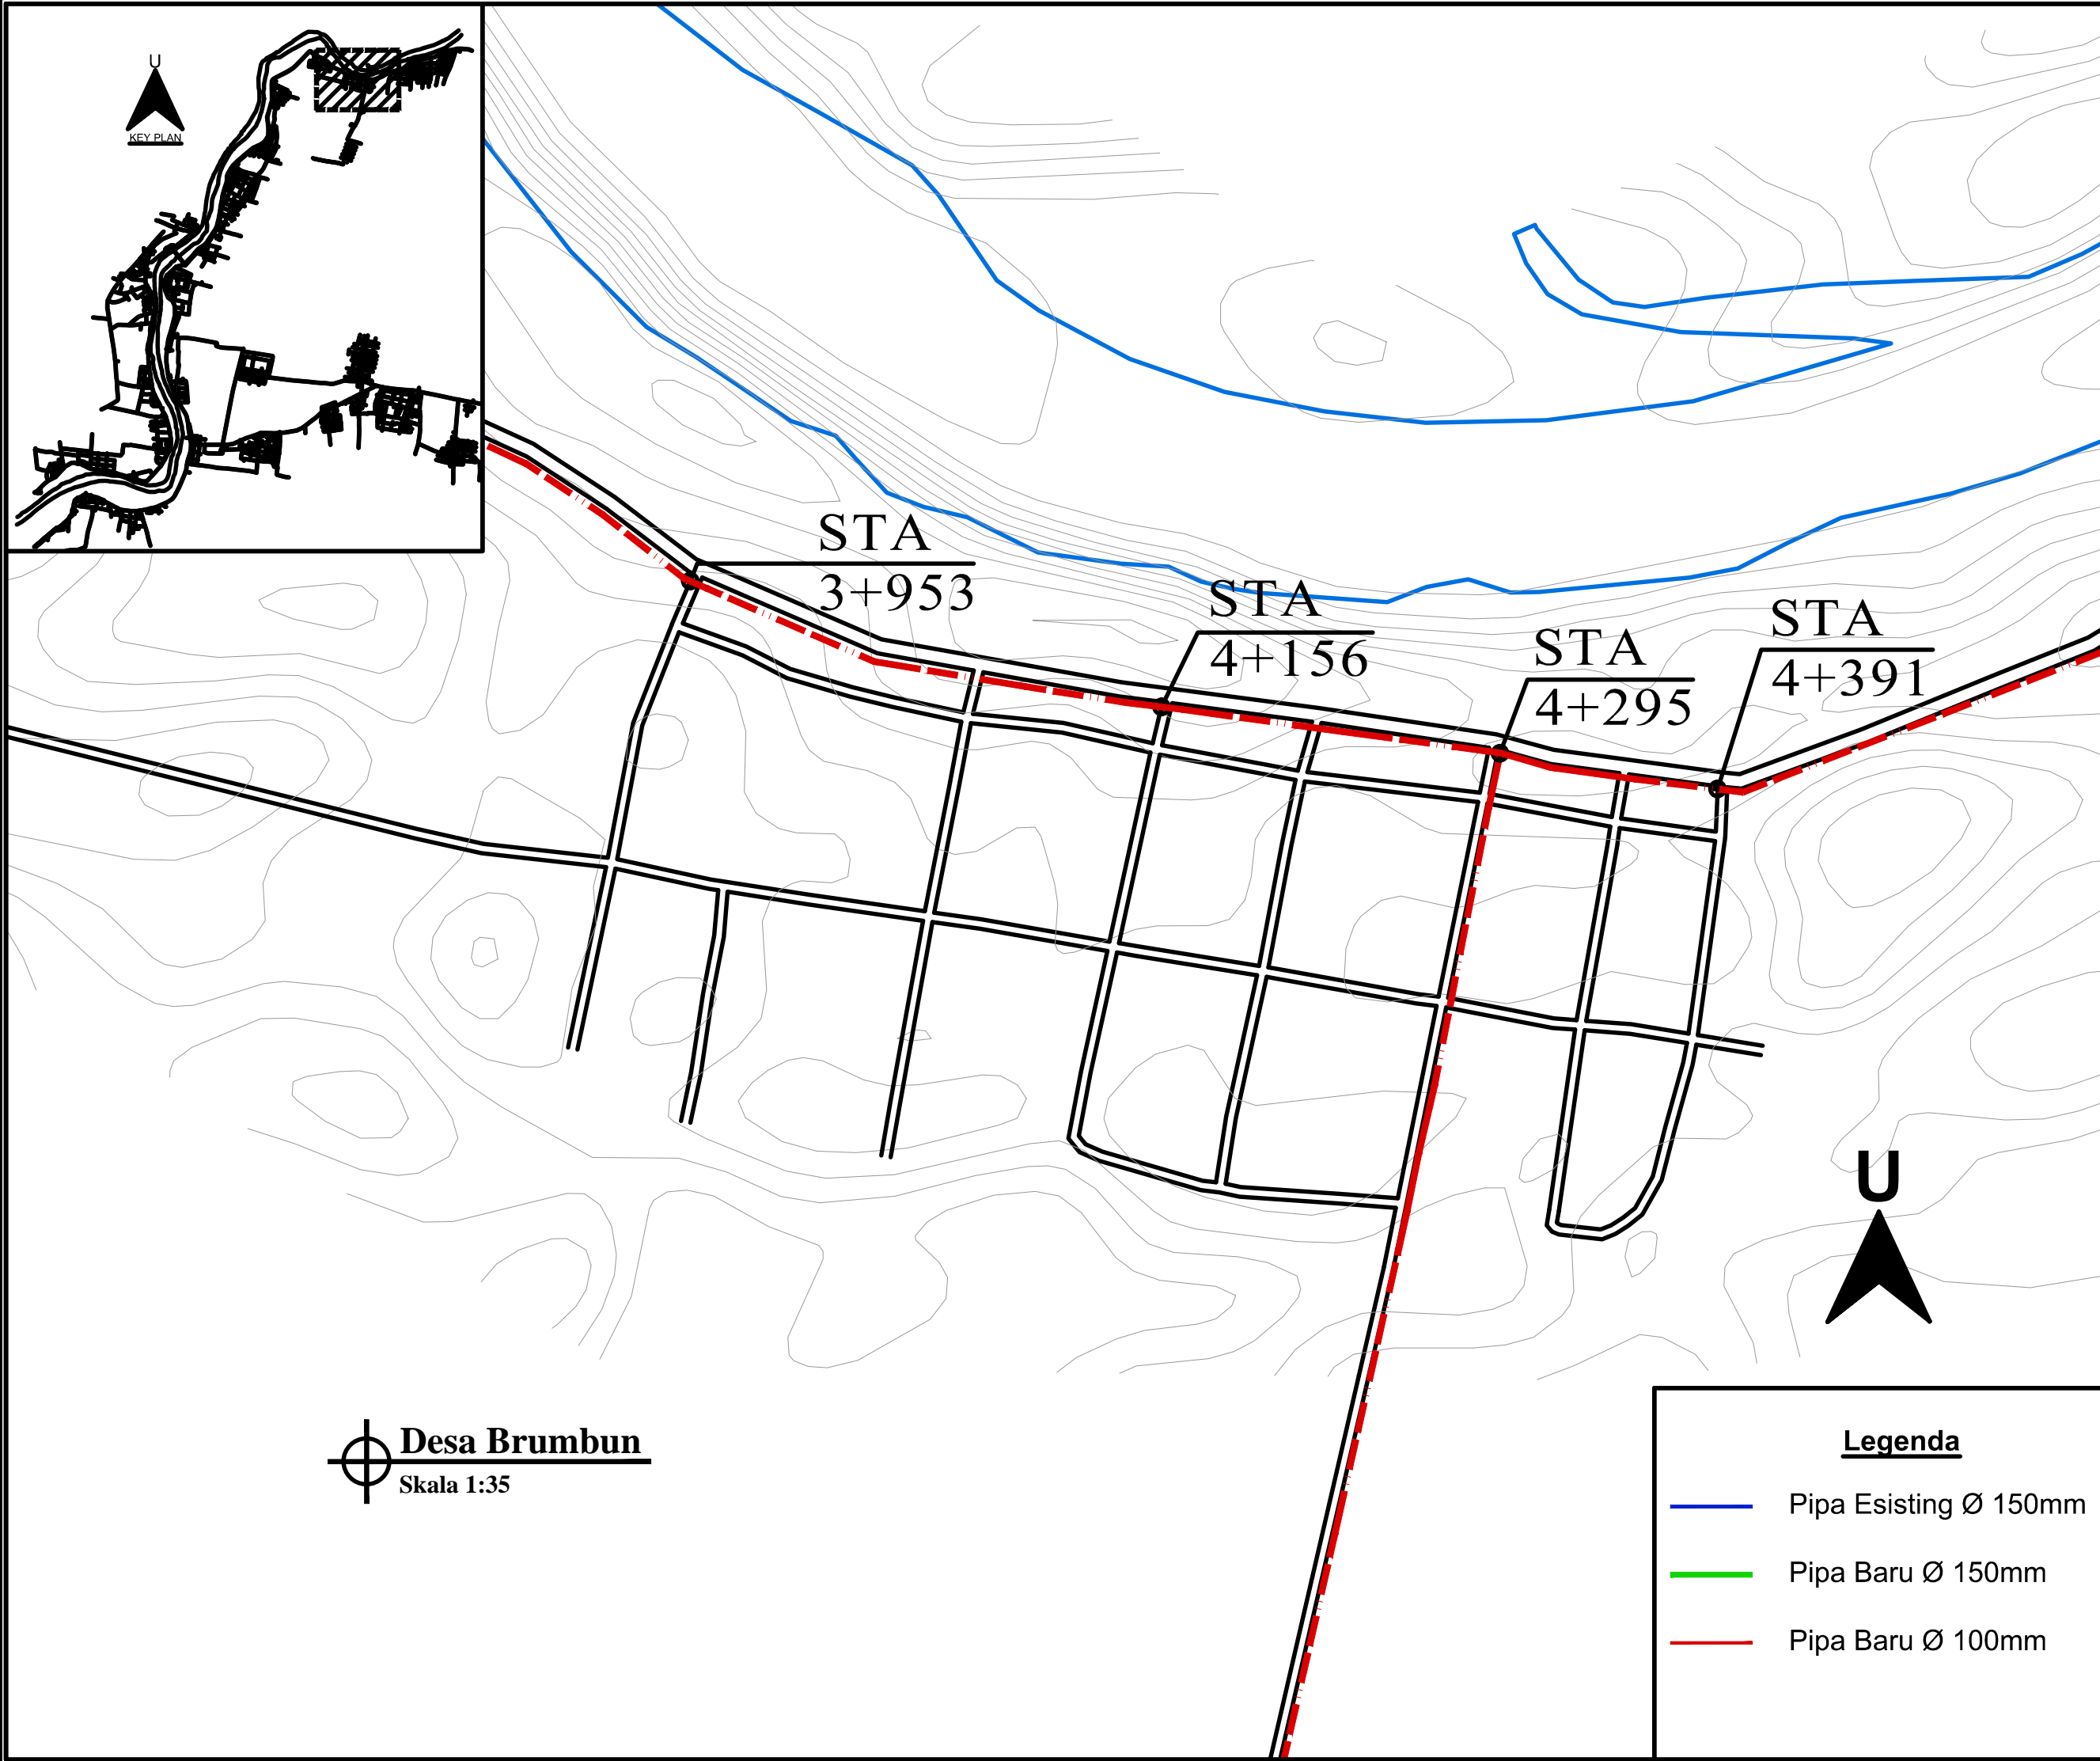 U
KEY PLAN
STA
3+953
STA
4+156
STA
4+295
STA
4+391
U
Desa Brumbun
Skala 1:35
Legenda
Pipa Esisting Ø 150mm
Pipa Baru Ø 150mm
Pipa Baru Ø 100mm